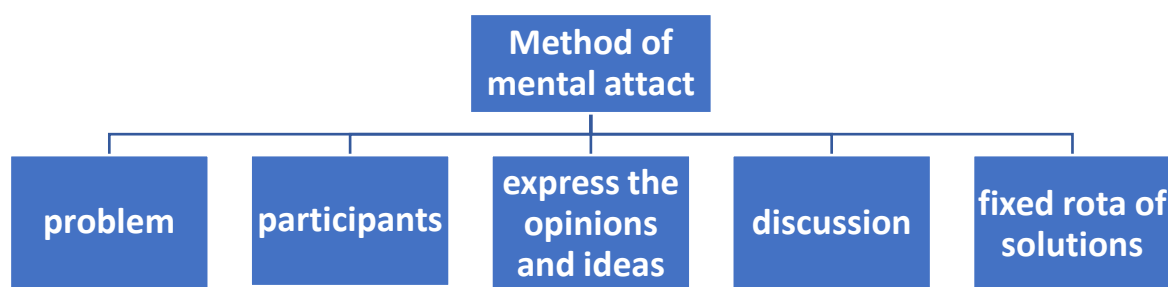 Method of
mental attact
problem
participants
express the
opinions
and ideas
discussion
fixed rota of
solutions